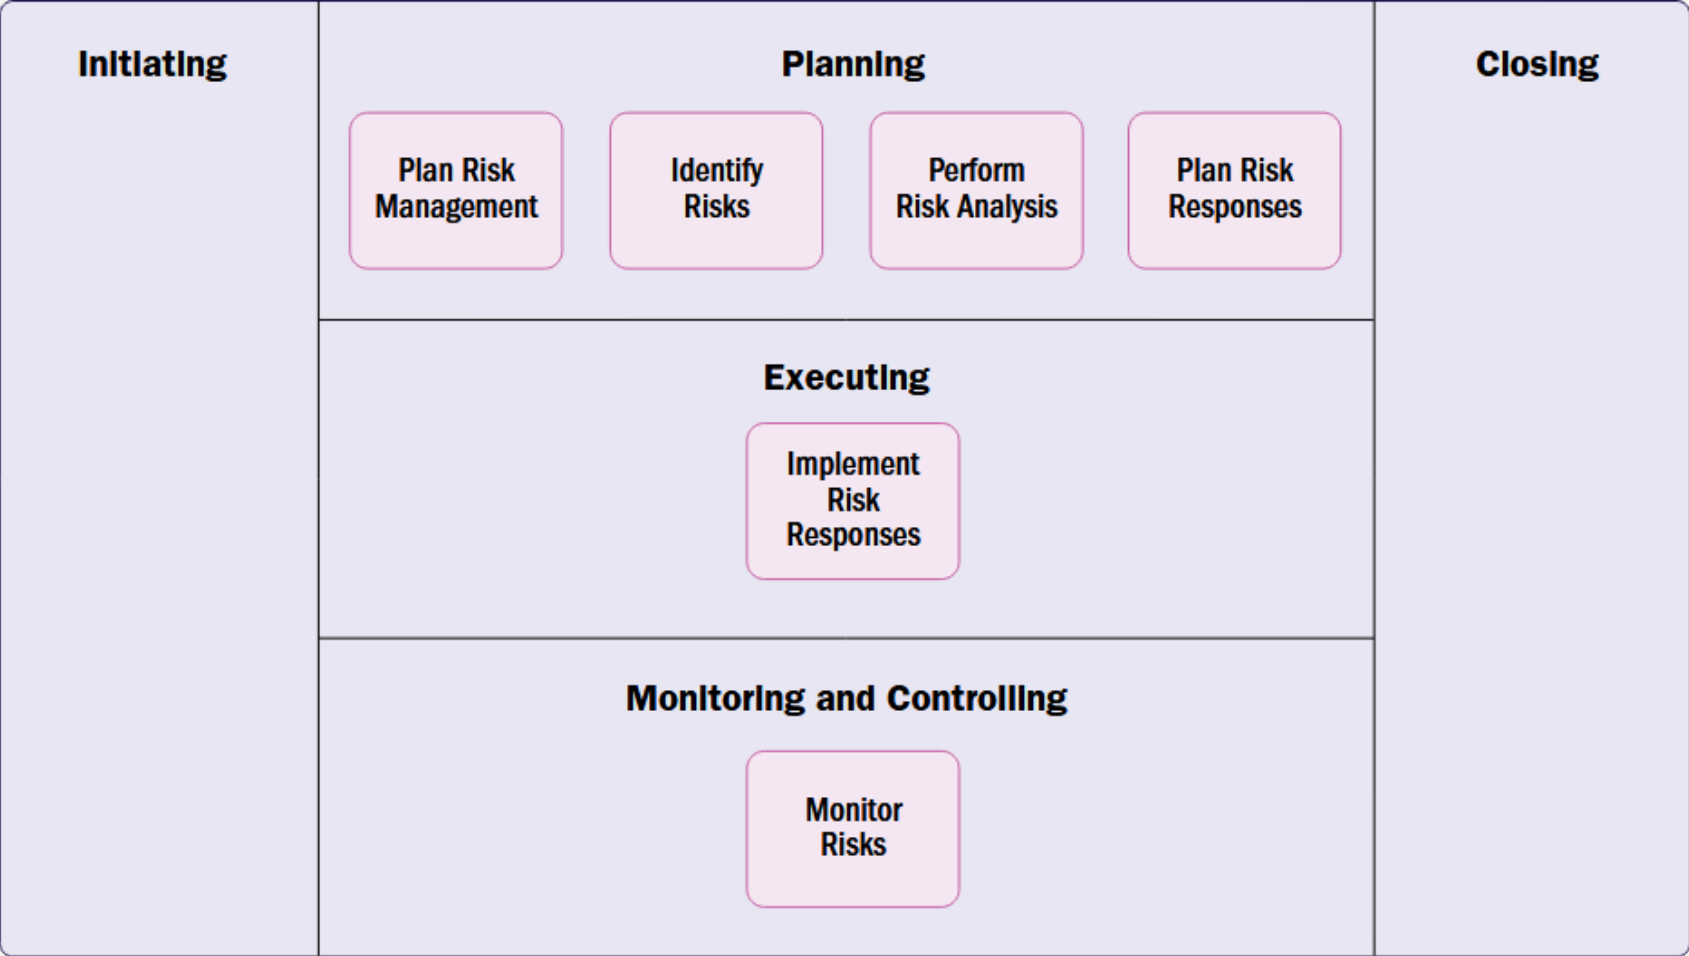 Initiating
Planning
Closing
Plan Risk
Management
Identify
Risks
Perform
Risk Analysis
Plan Risk
Responses
Executing
Implement
Risk
Responses
Monitoring and Controlling
Monitor
Risks